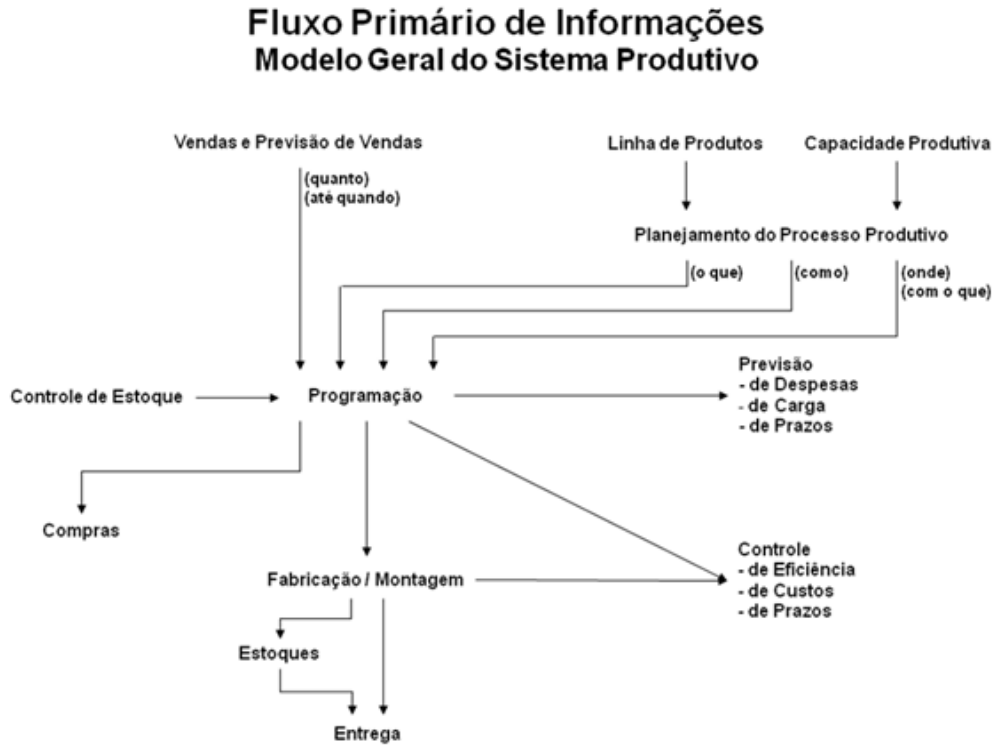 Fluxo Primário de Informações
Modelo Geral do Sistema Produtivo
Vendas e Previsão de Vendas
Linha de Produtos
Capacidade Produtiva
(quanto)
(até quando)
Planejamento do Processo Produtivo
(o que)
(como)
(onde)
(com o que)
Controle de Estoque
Programação
Previsão
- de Despesas
- de Carga
- de Prazos
Compras
Fabricação / Montagem
Controle
- de Eficiência
- de Custos
- de Prazos
Estoques
Entrega